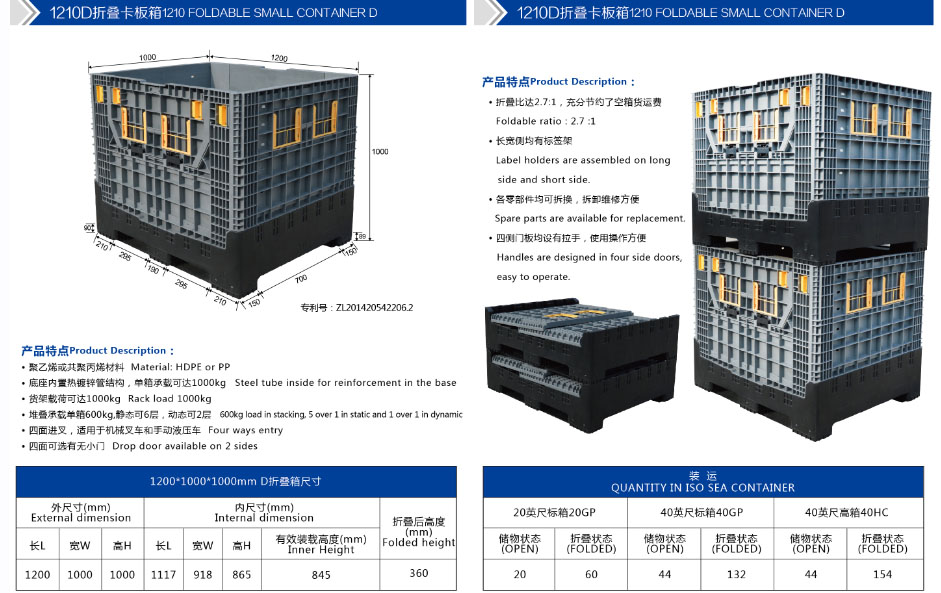 1210D折叠卡板箱1210 FOLDABLE SMALL CONTAINER D
1000
1200
1000
90
210
295
190
295
210
150
700
150
89
专利号：ZL201420542206.2
产品特点Product Description：
• 聚乙烯或共聚丙烯材料 Material: HDPE or PP
• 底座内置热镀锌管结构，单箱承载可达1000kg Steel tube inside for reinforcement in the base
• 货架载荷可达1000kg Rack load 1000kg
• 堆叠承载单箱600kg,静态可6层，动态可2层 600kg load in stacking, 5 over 1 in static and 1 over 1 in dynamic
• 四面进叉，适用于机械叉车和手动液压车 Four ways entry
• 四面可选有无小门 Drop door available on 2 sides
1200*1000*1000mm D折叠箱尺寸
外尺寸(mm) 内尺寸(mm) 折叠后高度
External dimension Internal dimension (mm)
Folded height
长L 宽W 高H 长L 宽W 高H 有效装载高度(mm)
Inner Height
1200 1000 1000 1117 918 865 845 360
1210D折叠卡板箱1210 FOLDABLE SMALL CONTAINER D
产品特点Product Description：
• 折叠比达2.7:1，充分节约了空箱货运费
Foldable ratio : 2.7 :1
• 长宽侧均有标签架
Label holders are assembled on long
side and short side.
• 各零部件均可拆换，拆卸维修方便
Spare parts are available for replacement.
• 四侧门板均设有拉手，使用操作方便
Handles are designed in four side doors,
easy to operate.
装 运
QUANTITY IN ISO SEA CONTAINER
20英尺标箱20GP 40英尺标箱40GP 40英尺高箱40HC
储物状态 折叠状态 储物状态 折叠状态 储物状态 折叠状态
(OPEN) (FOLDED) (OPEN) (FOLDED) (OPEN) (FOLDED)
20 60 44 132 44 154